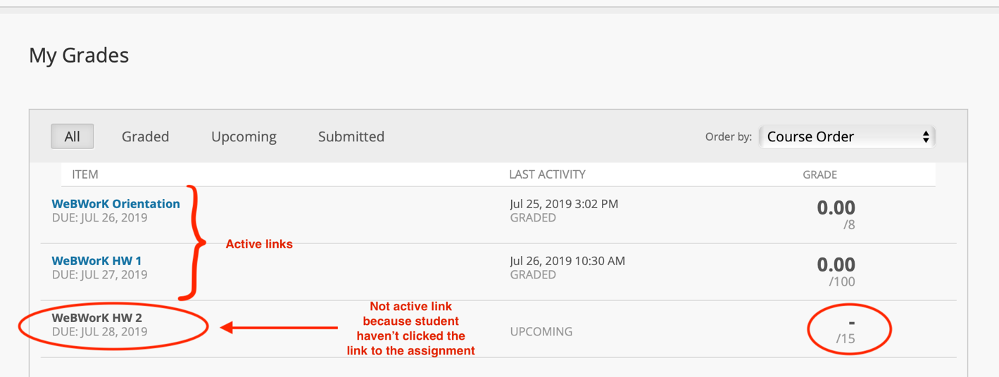 My Grades
All Graded Upcoming Submitted Order by: Course Order
ITEM LAST ACTIVITY GRADE
WeBWorK Orientation Jul 25, 2019 3:02 PM 0.00
DUE: JUL 26, 2019 GRADED /8
Active links
WeBWorK HW 1 Jul 26, 2019 10:30 AM 0.00
DUE: JUL 27, 2019 GRADED /100
WeBWorK HW 2 -
DUE: JUL 28, 2019 UPCOMING /15
Not active link
because student
haven't clicked the
link to the assignment